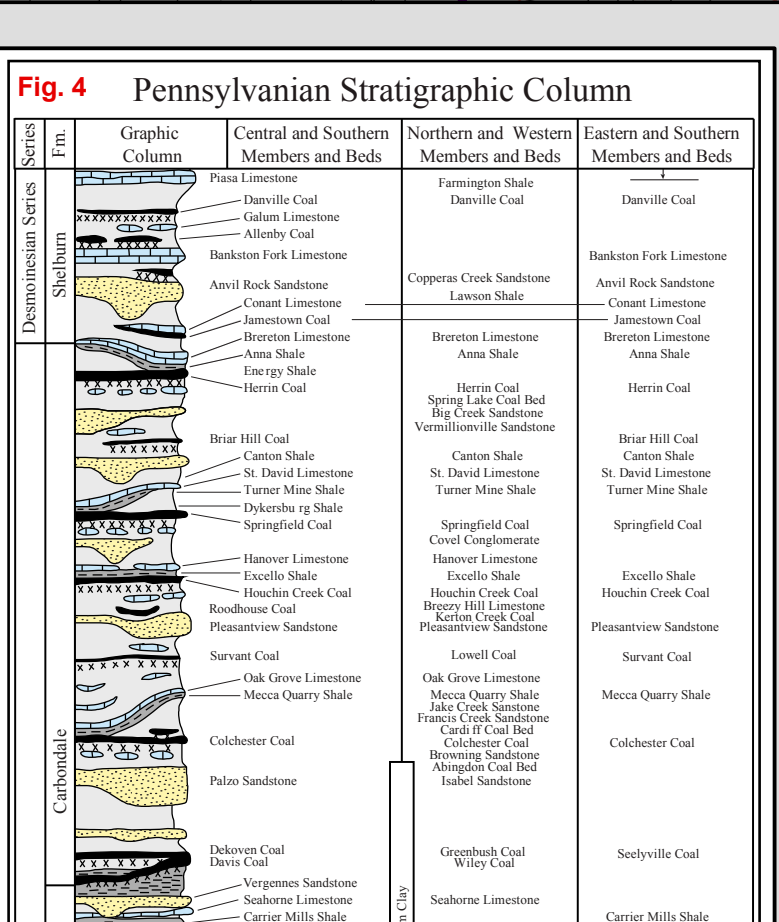 Fig. 4
Pennsylvanian Stratigraphic Column
Series
Fm.
Graphic
Column
Central and Southern
Members and Beds
Northern and Western
Members and Beds
Eastern and Southern
Members and Beds
Desmoinesian Series
Shelburn
Carbondale
Piasa Limestone
Danville Coal
Galum Limestone
Allenby Coal
Bankston Fork Limestone
Anvil Rock Sandstone
Conant Limestone
Jamestown Coal
Brereton Limestone
Anna Shale
Energy Shale
Herrin Coal
Briar Hill Coal
Canton Shale
St. David Limestone
Turner Mine Shale
Dykersbu rg Shale
Springfield Coal
Hanover Limestone
Excello Shale
Houchin Creek Coal
Roodhouse Coal
Pleasantview Sandstone
Survant Coal
Oak Grove Limestone
Mecca Quarry Shale
Colchester Coal
Palzo Sandstone
Dekoven Coal
Davis Coal
Vergennes Sandstone
Seahorne Limestone
Carrier Mills Shale
Farmington Shale
Danville Coal
Copperas Creek Sandstone
Lawson Shale
Brereton Limestone
Anna Shale
Herrin Coal
Spring Lake Coal Bed
Big Creek Sandstone
Vermillionville Sandstone
Canton Shale
St. David Limestone
Turner Mine Shale
Springfield Coal
Covel Conglomerate
Hanover Limestone
Excello Shale
Houchin Creek Coal
Breezy Hill Limestone
Kerton Creek Coal
Pleasantview Sandstone
Lowell Coal
Oak Grove Limestone
Mecca Quarry Shale
Jake Creek Sanstone
Francis Creek Sandstone
Cardi ff Coal Bed
Colchester Coal
Browning Sandstone
Abingdon Coal Bed
Isabel Sandstone
Greenbush Coal
Wiley Coal
Seahorne Limestone
Clay
Danville Coal
Bankston Fork Limestone
Anvil Rock Sandstone
Conant Limestone
Jamestown Coal
Brereton Limestone
Anna Shale
Herrin Coal
Briar Hill Coal
Canton Shale
St. David Limestone
Turner Mine Shale
Springfield Coal
Excello Shale
Houchin Creek Coal
Pleasantview Sandstone
Survant Coal
Mecca Quarry Shale
Colchester Coal
Seelyville Coal
Carrier Mills Shale